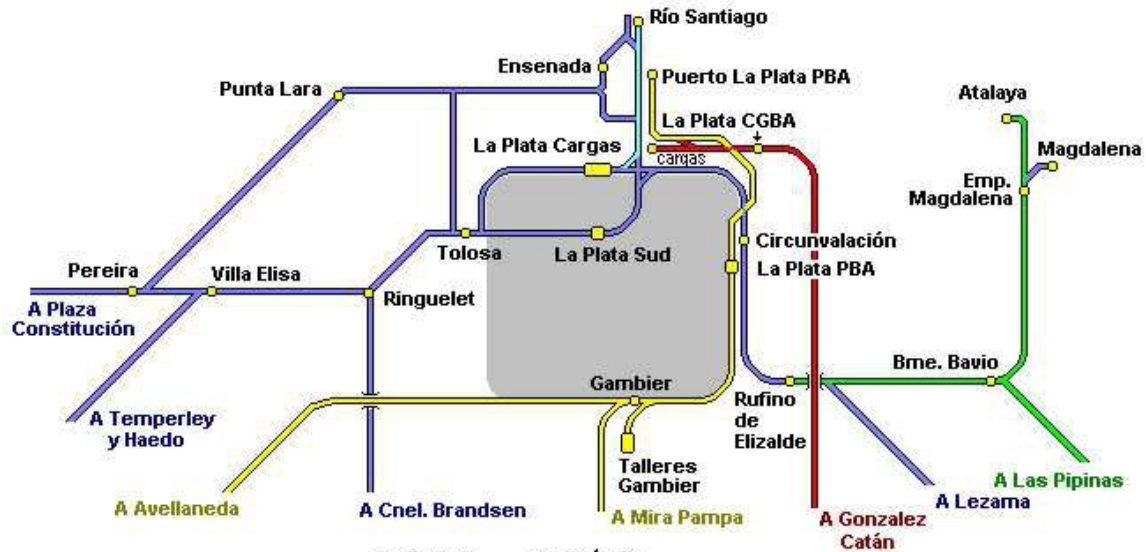 Río Santiago
Ensenada
Puerto La Plata PBA
Punta Lara
Atalaya
La Plata CGBA
La Plata Cargas
cargas
Magdalena
Emp.
Magdalena
Circunvalación
Tolosa
La Plata Sud
La Plata PBA
Pereira
Villa Elisa
Ringuelet
A Plaza
Constitución
Gambier
Bme. Bavio
Rufino
de
Elizalde
A Temperley
y Haedo
Talleres
Gambier
A Las Pipinas
A Avellaneda
A Cnel. Brandsen
A Mira Pampa
A Lezama
A Gonzalez
Catán